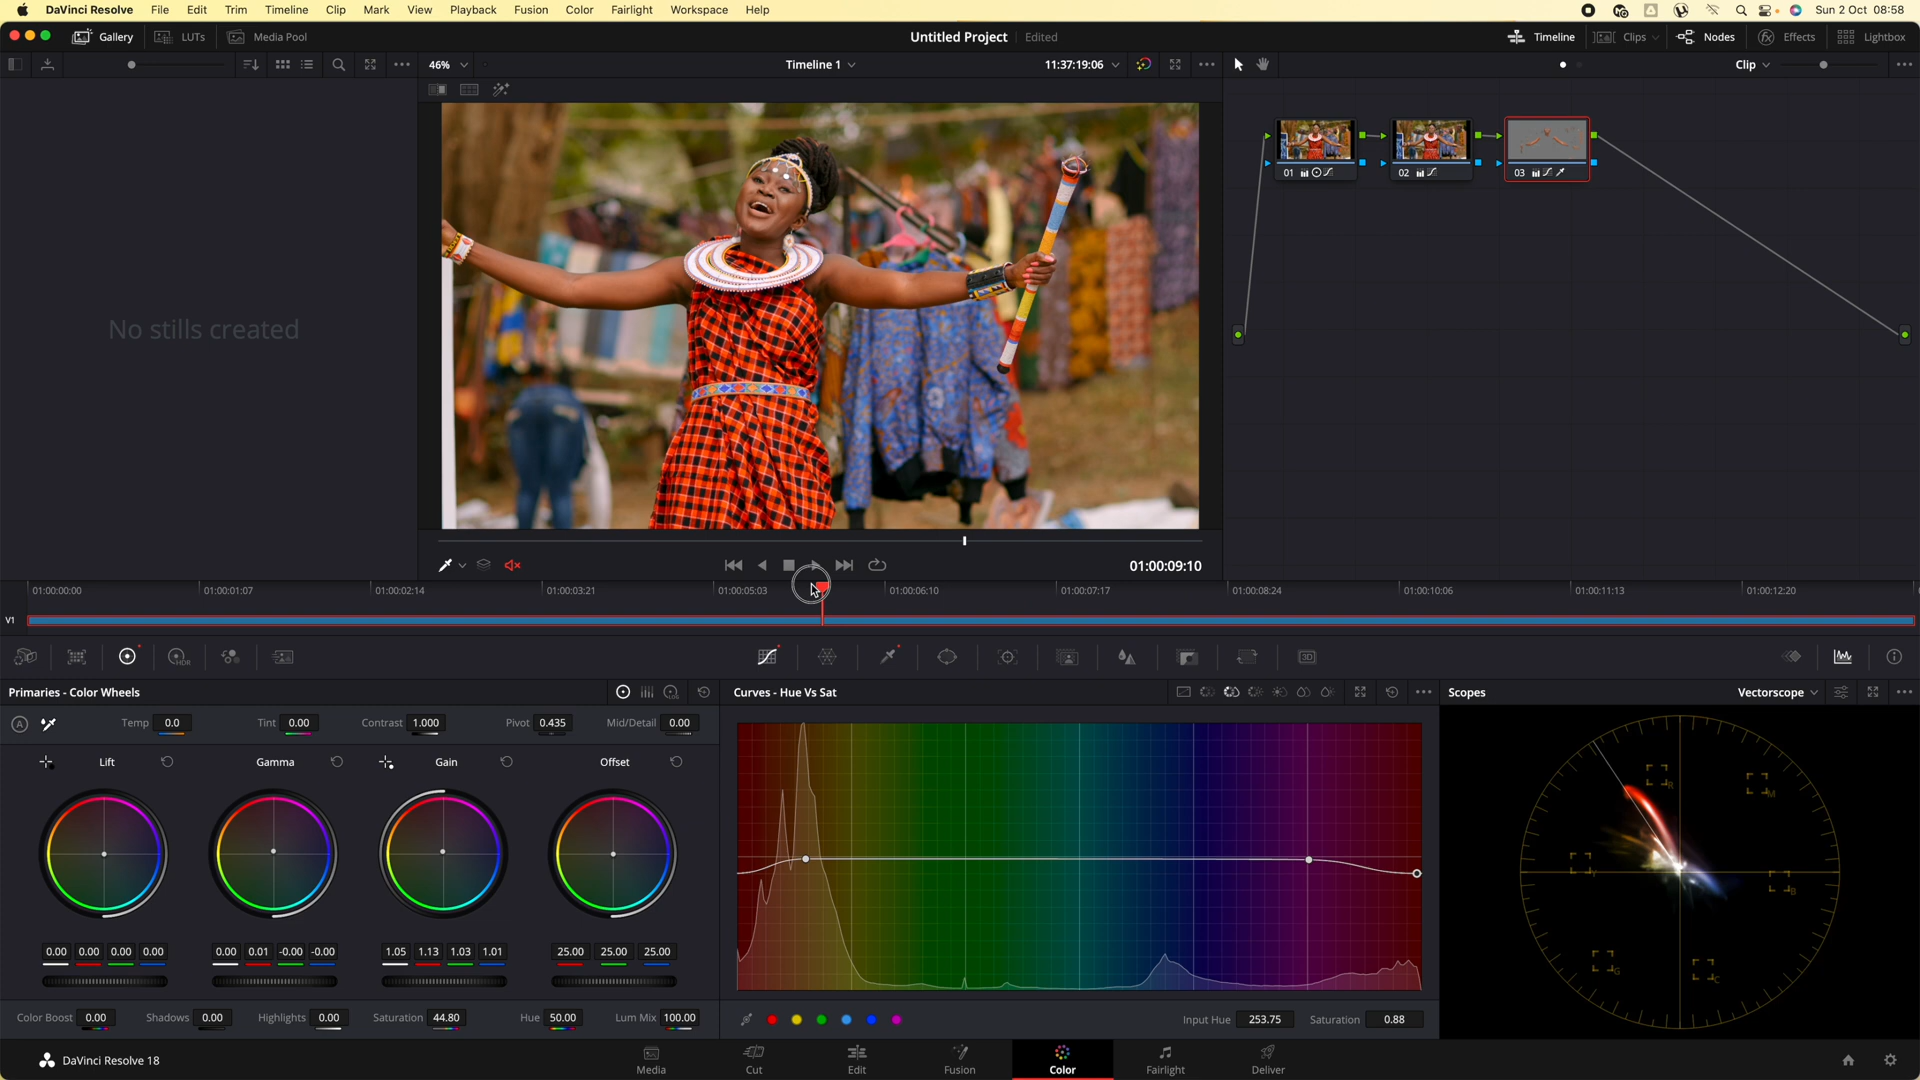 DaVinci Resolve File Edit Trim Timeline Clip Mark View Playback Fusion Color Fairlight Workspace Help Sun 2 Oct 08:58
Gallery LUTs Media Pool Untitled Project Edited Timeline Clips Nodes Effects Lightbox
46% Timeline 1 11:37:19:06 Clip
01 02 03
No stills created
01:00:09:10
01:00:00:00 01:00:01:07 01:00:02:14 01:00:03:21 01:00:05:03 01:00:06:10 01:00:07:17 01:00:08:24 01:00:10:06 01:00:11:13 01:00:12:20
V1
HDR 3D
Primaries - Color Wheels LOG Curves - Hue Vs Sat Scopes Vectorscope
A Temp 0.0 Tint 0.00 Contrast 1.000 Pivot 0.435 Mid/Detail 0.00
Lift Gamma Gain Offset
R M Y B G C
0.00 0.00 0.00 0.00 0.00 0.01 -0.00 -0.00 1.05 1.13 1.03 1.01 25.00 25.00 25.00
Color Boost 0.00 Shadows 0.00 Highlights 0.00 Saturation 44.80 Hue 50.00 Lum Mix 100.00 Input Hue 253.75 Saturation 0.88
DaVinci Resolve 18 Media Cut Edit Fusion Color Fairlight Deliver